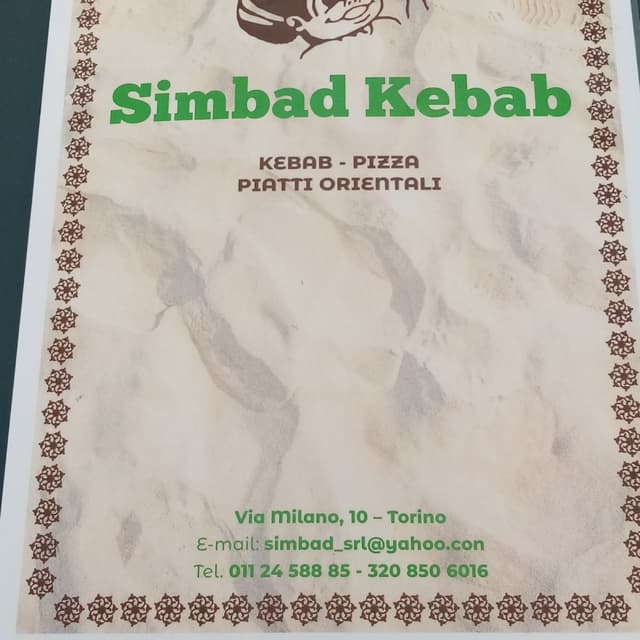 Simbad Kebab
KEBAB - PIZZA
PIATTI ORIENTALI
Via Milano, 10 – Torino
E-mail: simbad_srl@yahoo.con
Tel. 011 24 588 85 - 320 850 6016